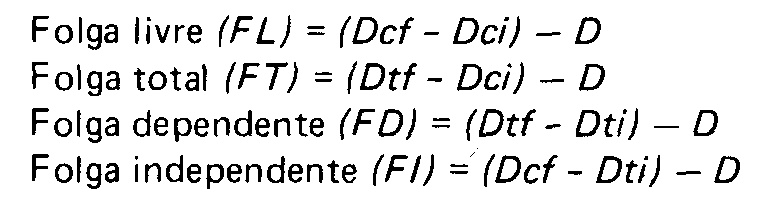 Folga livre (FL) = (Dcf - Dci) — D
Folga total (FT) = (Dtf - Dci) — D
Folga dependente (FD) = (Dtf - Dti) — D
Folga independente (FI) = (Dcf - Dti) — D